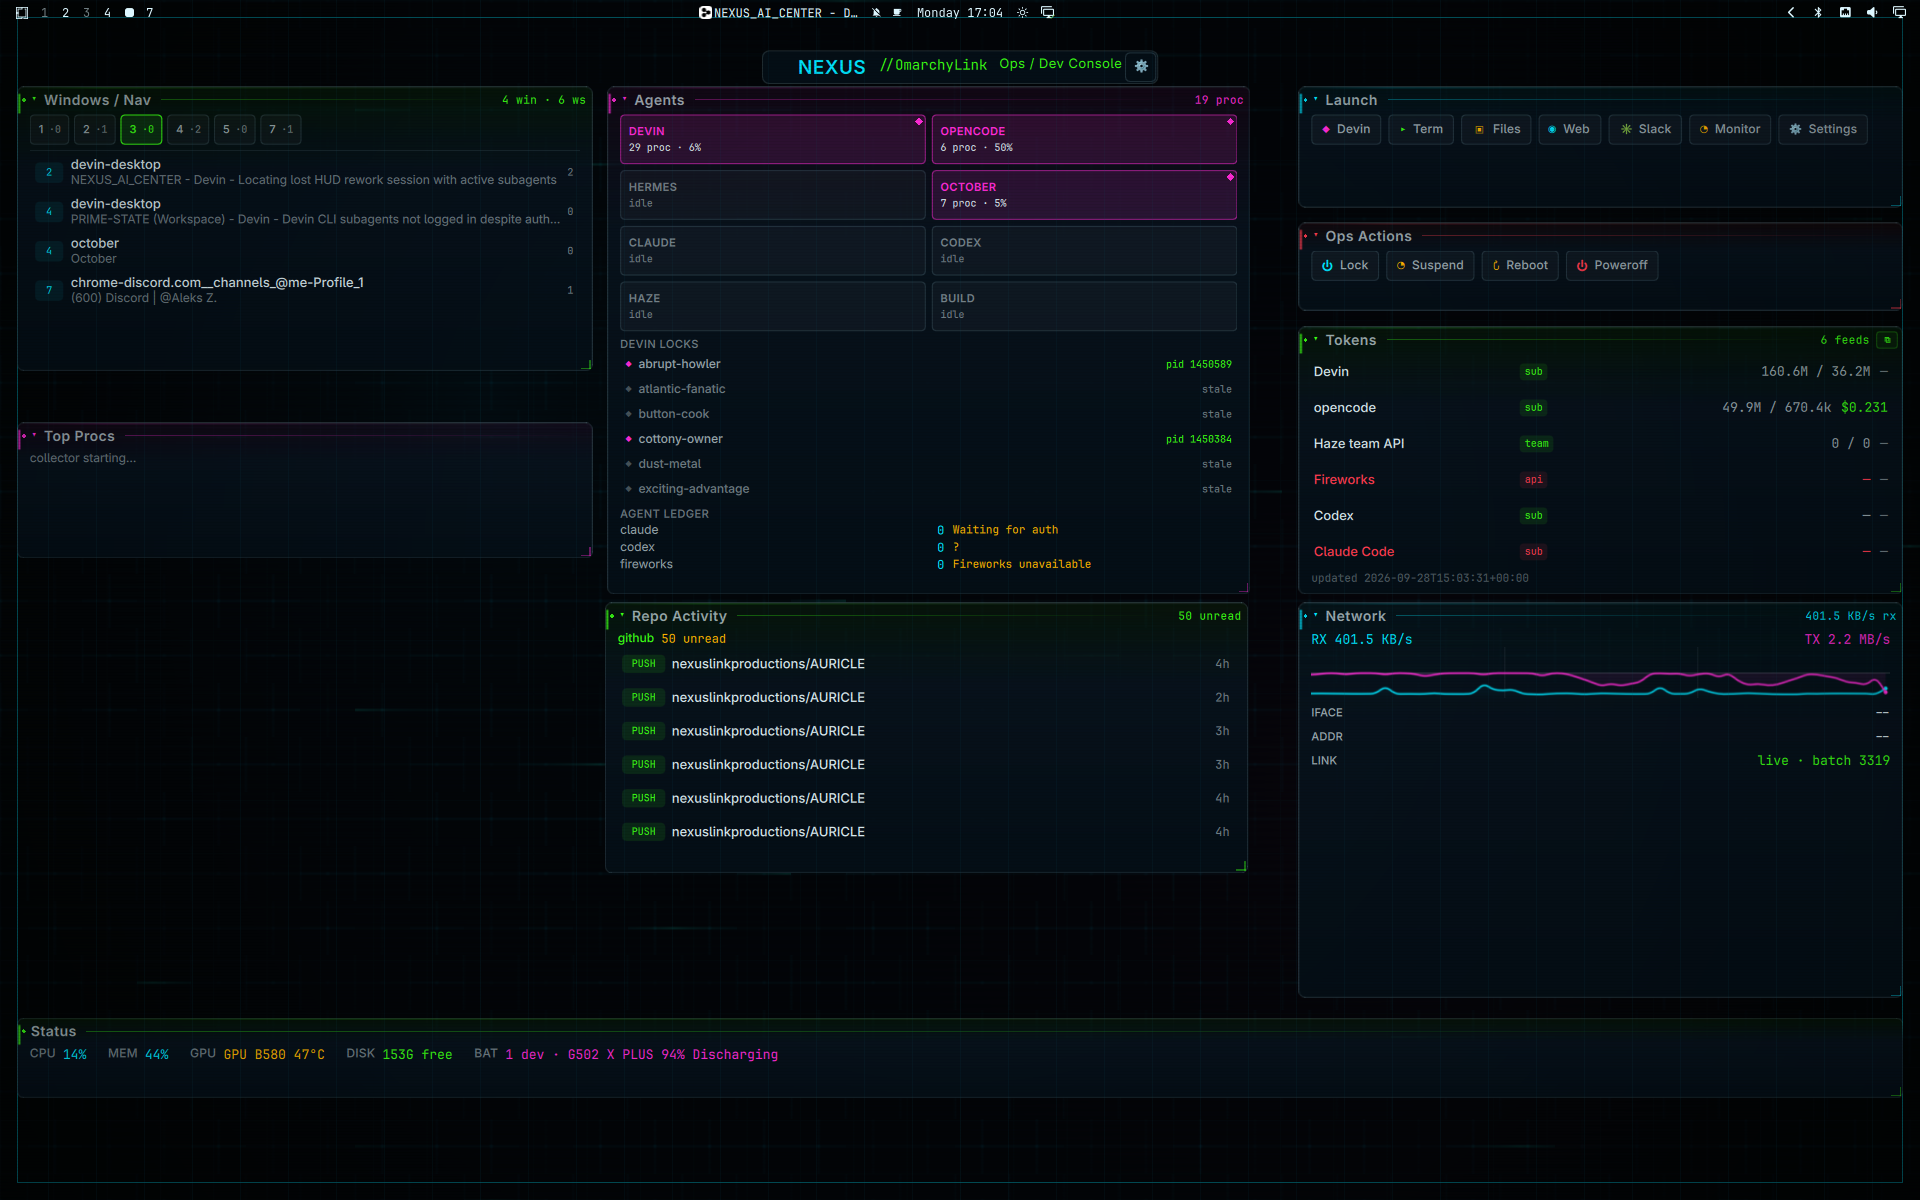 1 2 3 4 7
NEXUS_AI_CENTER - D… Monday 17:04
NEXUS //OmarchyLink Ops / Dev Console
Windows / Nav 4 win · 6 ws
1 ·0 2 ·1 3 ·0 4 ·2 5 ·0 7 ·1
2 devin-desktop 2
NEXUS_AI_CENTER - Devin - Locating lost HUD rework session with active subagents
4 devin-desktop 0
PRIME-STATE (Workspace) - Devin - Devin CLI subagents not logged in despite auth...
4 october 0
October
7 chrome-discord.com__channels_@me-Profile_1 1
(600) Discord | @Aleks Z.
Top Procs
collector starting...
Agents 19 proc
DEVIN
29 proc · 6%
OPENCODE
6 proc · 50%
HERMES
idle
OCTOBER
7 proc · 5%
CLAUDE
idle
CODEX
idle
HAZE
idle
BUILD
idle
DEVIN LOCKS
abrupt-howler pid 1450589
atlantic-fanatic stale
button-cook stale
cottony-owner pid 1450384
dust-metal stale
exciting-advantage stale
AGENT LEDGER
claude 0 Waiting for auth
codex 0 ?
fireworks 0 Fireworks unavailable
Repo Activity 50 unread
github 50 unread
PUSH nexuslinkproductions/AURICLE 4h
PUSH nexuslinkproductions/AURICLE 2h
PUSH nexuslinkproductions/AURICLE 3h
PUSH nexuslinkproductions/AURICLE 3h
PUSH nexuslinkproductions/AURICLE 4h
PUSH nexuslinkproductions/AURICLE 4h
Launch
Devin Term Files Web Slack Monitor Settings
Ops Actions
Lock Suspend Reboot Poweroff
Tokens 6 feeds
Devin sub 160.6M / 36.2M —
opencode sub 49.9M / 670.4k $0.231
Haze team API team 0 / 0 —
Fireworks api — —
Codex sub — —
Claude Code sub — —
updated 2026-09-28T15:03:31+00:00
Network 401.5 KB/s rx
RX 401.5 KB/s TX 2.2 MB/s
IFACE --
ADDR --
LINK live · batch 3319
Status
CPU 14% MEM 44% GPU GPU B580 47°C DISK 153G free BAT 1 dev · G502 X PLUS 94% Discharging